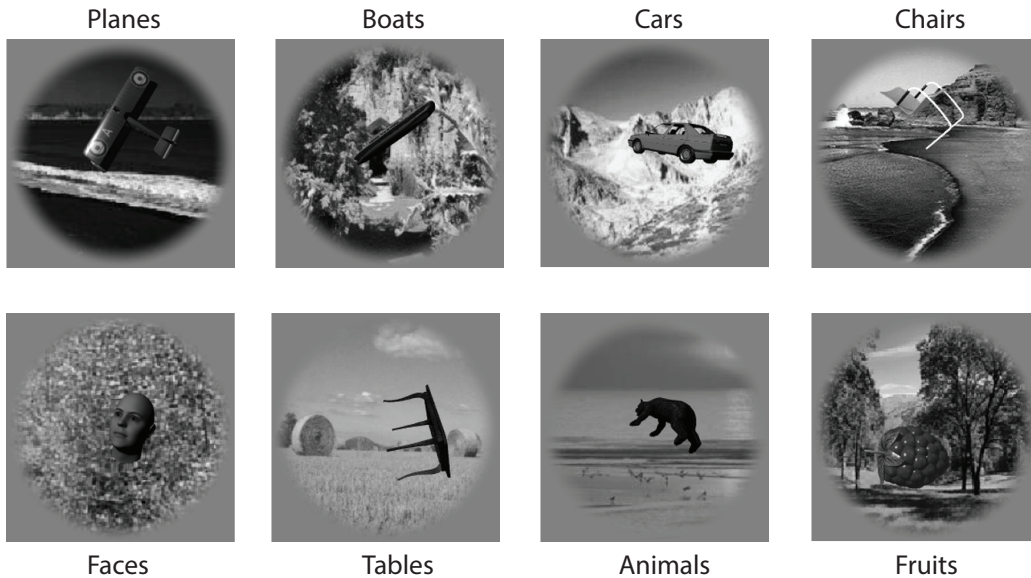 Planes
Boats
Cars
Chairs
A
Faces
Tables
Animals
Fruits